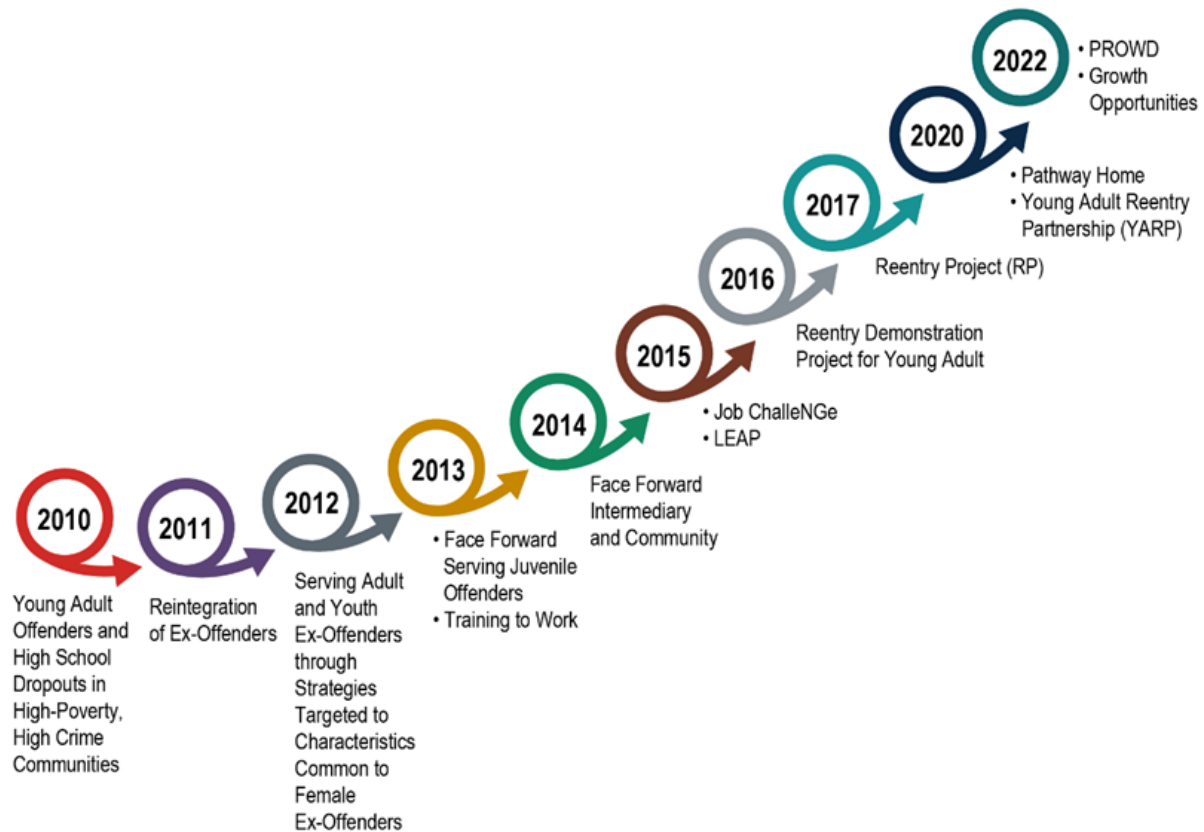 2010
Young Adult
Offenders and
High School
Dropouts in
High-Poverty,
High Crime
Communities
2011
Reintegration
of Ex-Offenders
2012
Serving Adult
and Youth
Ex-Offenders
through
Strategies
Targeted to
Characteristics
Common to
Female
Ex-Offenders
2013
• Face Forward
Serving Juvenile
Offenders
• Training to Work
2014
Face Forward
Intermediary
and Community
2015
• Job ChalleNGe
• LEAP
2016
Reentry Demonstration
Project for Young Adult
2017
Reentry Project (RP)
2020
• Pathway Home
• Young Adult Reentry
Partnership (YARP)
2022
• PROWD
• Growth
Opportunities